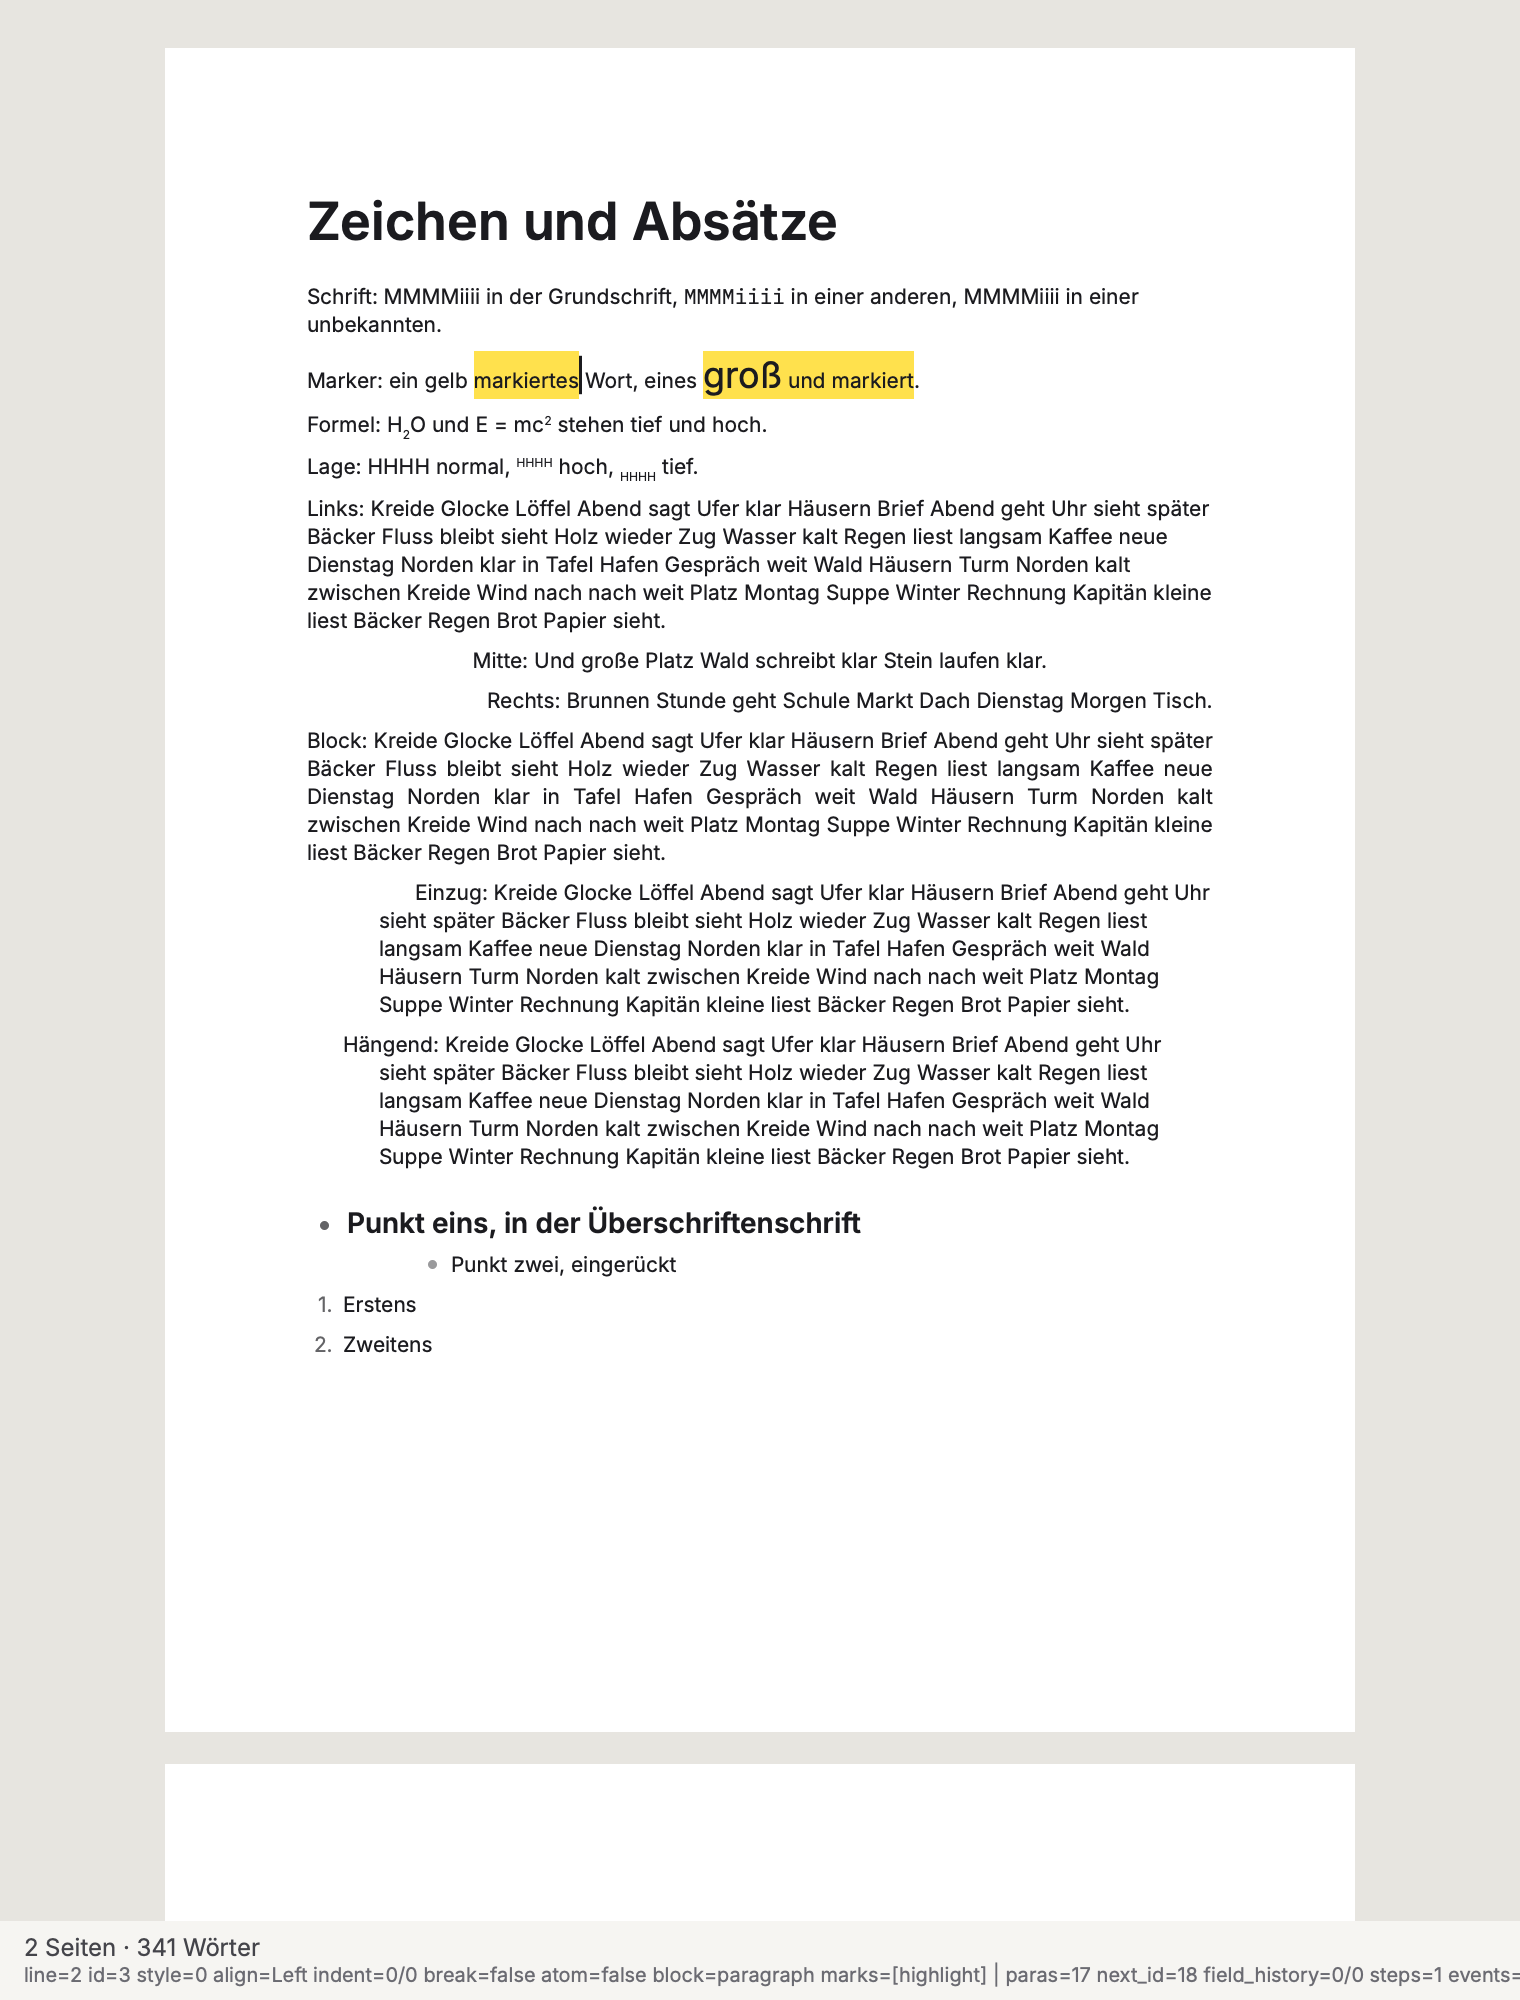 Zeichen und Absätze
Schrift: MMMMiiii in der Grundschrift, MMMMiiii in einer anderen, MMMMiiii in einer
unbekannten.
Marker: ein gelb markiertes Wort, eines groß und markiert.
Formel: H₂O und E = mc² stehen tief und hoch.
Lage: HHHH normal, HHHH hoch, HHHH tief.
Links: Kreide Glocke Löffel Abend sagt Ufer klar Häusern Brief Abend geht Uhr sieht später
Bäcker Fluss bleibt sieht Holz wieder Zug Wasser kalt Regen liest langsam Kaffee neue
Dienstag Norden klar in Tafel Hafen Gespräch weit Wald Häusern Turm Norden kalt
zwischen Kreide Wind nach nach weit Platz Montag Suppe Winter Rechnung Kapitän kleine
liest Bäcker Regen Brot Papier sieht.
Mitte: Und große Platz Wald schreibt klar Stein laufen klar.
Rechts: Brunnen Stunde geht Schule Markt Dach Dienstag Morgen Tisch.
Block: Kreide Glocke Löffel Abend sagt Ufer klar Häusern Brief Abend geht Uhr sieht später
Bäcker Fluss bleibt sieht Holz wieder Zug Wasser kalt Regen liest langsam Kaffee neue
Dienstag Norden klar in Tafel Hafen Gespräch weit Wald Häusern Turm Norden kalt
zwischen Kreide Wind nach nach weit Platz Montag Suppe Winter Rechnung Kapitän kleine
liest Bäcker Regen Brot Papier sieht.
Einzug: Kreide Glocke Löffel Abend sagt Ufer klar Häusern Brief Abend geht Uhr
sieht später Bäcker Fluss bleibt sieht Holz wieder Zug Wasser kalt Regen liest
langsam Kaffee neue Dienstag Norden klar in Tafel Hafen Gespräch weit Wald
Häusern Turm Norden kalt zwischen Kreide Wind nach nach weit Platz Montag
Suppe Winter Rechnung Kapitän kleine liest Bäcker Regen Brot Papier sieht.
Hängend: Kreide Glocke Löffel Abend sagt Ufer klar Häusern Brief Abend geht Uhr
sieht später Bäcker Fluss bleibt sieht Holz wieder Zug Wasser kalt Regen liest
langsam Kaffee neue Dienstag Norden klar in Tafel Hafen Gespräch weit Wald
Häusern Turm Norden kalt zwischen Kreide Wind nach nach weit Platz Montag
Suppe Winter Rechnung Kapitän kleine liest Bäcker Regen Brot Papier sieht.
• Punkt eins, in der Überschriftenschrift
• Punkt zwei, eingerückt
1. Erstens
2. Zweitens
2 Seiten · 341 Wörter
line=2 id=3 style=0 align=Left indent=0/0 break=false atom=false block=paragraph marks=[highlight] | paras=17 next_id=18 field_history=0/0 steps=1 events=